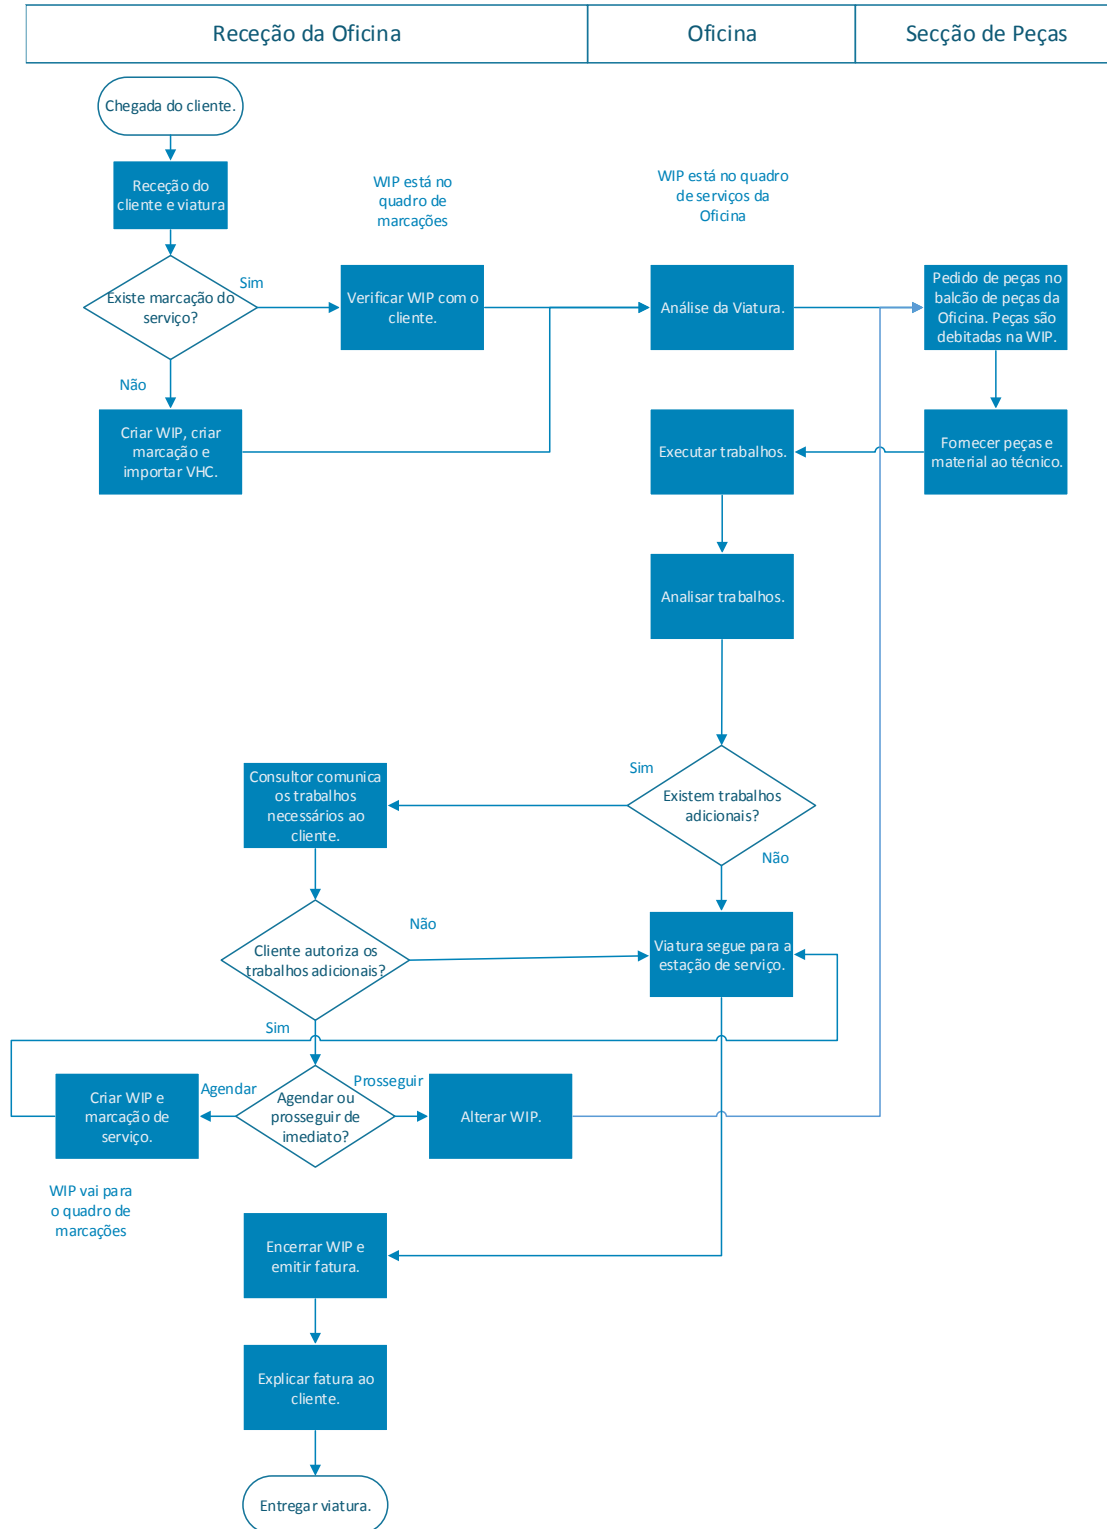 Receção da Oficina
Oficina
Secção de Peças
Chegada do cliente.
Receção do
cliente e viatura
WIP está no
quadro de
marcações
WIP está no quadro
de serviços da
Oficina
Existe marcação do
serviço?
Sim
Não
Verificar WIP com o
cliente.
Análise da Viatura.
Pedido de peças no
balcão de peças da
Oficina. Peças são
debitadas na WIP.
Criar WIP, criar
marcação e
importar VHC.
Executar trabalhos.
Fornecer peças e
material ao técnico.
Analisar trabalhos.
Existem trabalhos
adicionais?
Sim
Não
Consultor comunica
os trabalhos
necessários ao
cliente.
Cliente autoriza os
trabalhos adicionais?
Não
Sim
Viatura segue para a
estação de serviço.
Agendar ou
prosseguir de
imediato?
Agendar
Prosseguir
Criar WIP e
marcação de
serviço.
Alterar WIP.
WIP vai para
o quadro de
marcações
Encerrar WIP e
emitir fatura.
Explicar fatura ao
cliente.
Entregar viatura.